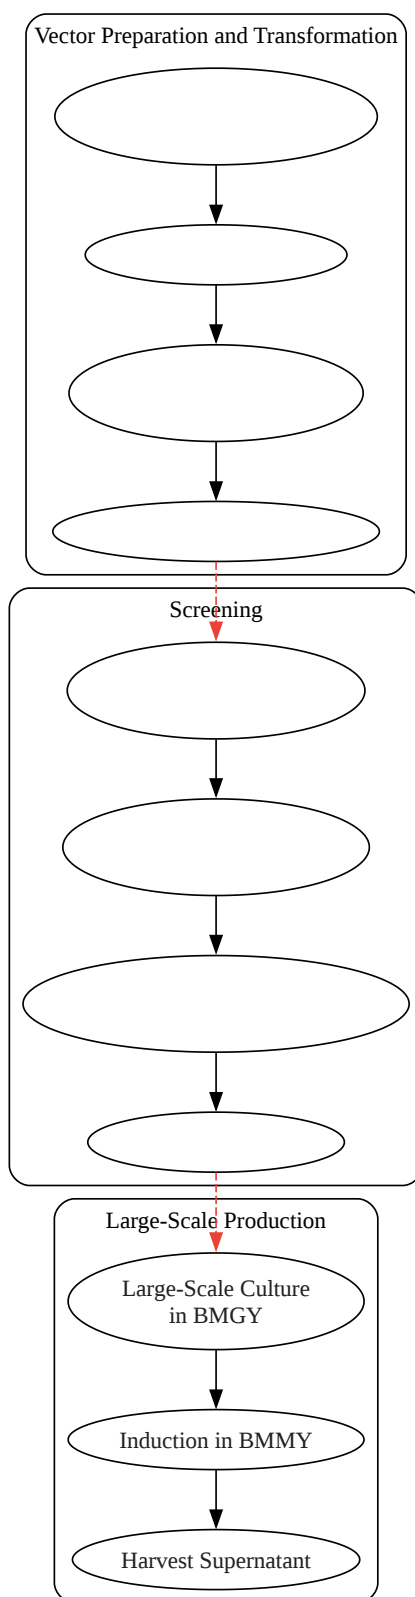 Vector Preparation and Transformation
Screening
Large-Scale Production
Large-Scale Culture
in BMGY
Induction in BMMY
Harvest Supernatant